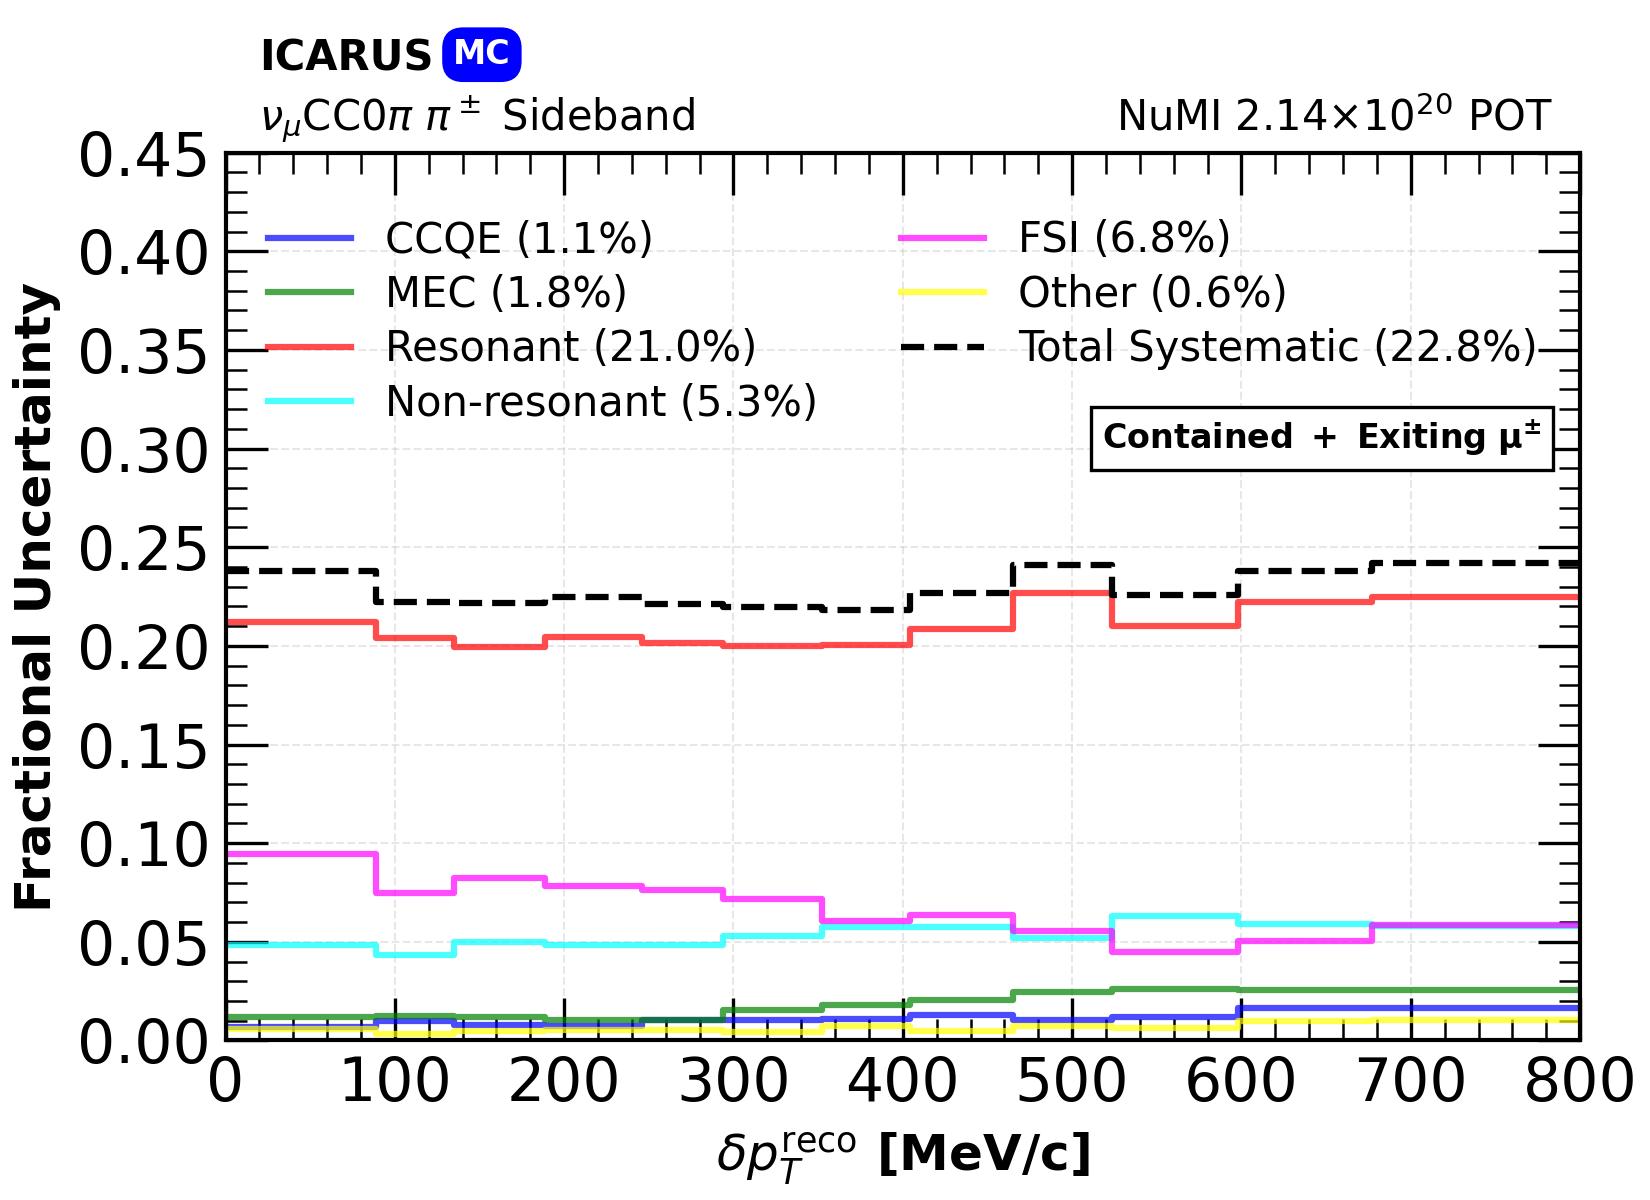 ICARUS MC
νμCC0π π± Sideband NuMI 2.14×10²⁰ POT
0.45
0.40
0.35
0.30
0.25
0.20
0.15
0.10
0.05
0.00
Fractional Uncertainty
CCQE (1.1%)
MEC (1.8%)
Resonant (21.0%)
Non-resonant (5.3%)
FSI (6.8%)
Other (0.6%)
Total Systematic (22.8%)
Contained + Exiting μ±
0 100 200 300 400 500 600 700 800
δp_T^reco [MeV/c]